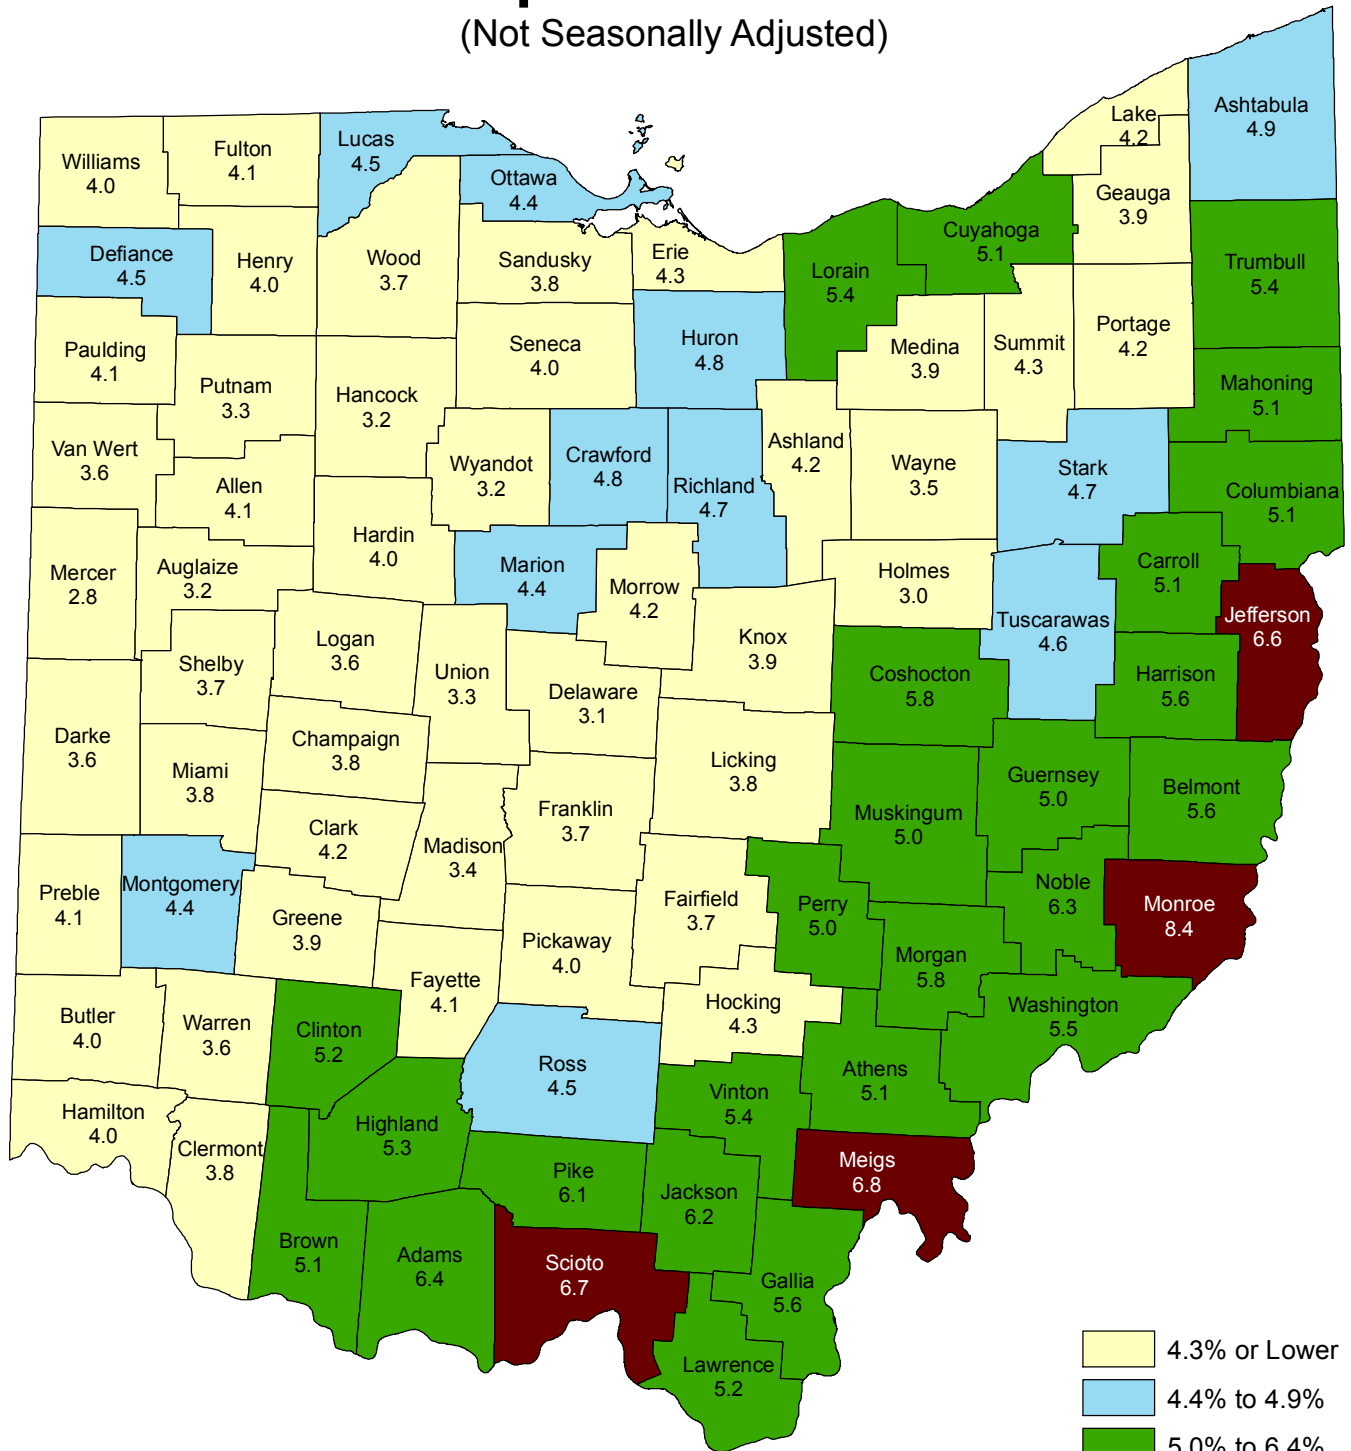 (Not Seasonally Adjusted)
Ashtabula
4.9
Lake
4.2
Lucas
4.5
Fulton
4.1
Williams
4.0
Ottawa
4.4
Geauga
3.9
Cuyahoga
5.1
Defiance
4.5
Henry
4.0
Wood
3.7
Sandusky
3.8
Erie
4.3
Lorain
5.4
Trumbull
5.4
Paulding
4.1
Seneca
4.0
Huron
4.8
Medina
3.9
Summit
4.3
Portage
4.2
Putnam
3.3
Hancock
3.2
Mahoning
5.1
Van Wert
3.6
Allen
4.1
Wyandot
3.2
Crawford
4.8
Richland
4.7
Ashland
4.2
Wayne
3.5
Stark
4.7
Columbiana
5.1
Hardin
4.0
Mercer
2.8
Auglaize
3.2
Marion
4.4
Morrow
4.2
Holmes
3.0
Carroll
5.1
Tuscarawas
4.6
Jefferson
6.6
Shelby
3.7
Logan
3.6
Union
3.3
Delaware
3.1
Knox
3.9
Coshocton
5.8
Harrison
5.6
Darke
3.6
Miami
3.8
Champaign
3.8
Licking
3.8
Guernsey
5.0
Belmont
5.6
Clark
4.2
Madison
3.4
Franklin
3.7
Muskingum
5.0
Preble
4.1
Montgomery
4.4
Greene
3.9
Fairfield
3.7
Perry
5.0
Noble
6.3
Monroe
8.4
Pickaway
4.0
Morgan
5.8
Fayette
4.1
Hocking
4.3
Washington
5.5
Butler
4.0
Warren
3.6
Clinton
5.2
Ross
4.5
Athens
5.1
Vinton
5.4
Hamilton
4.0
Clermont
3.8
Highland
5.3
Pike
6.1
Jackson
6.2
Meigs
6.8
Brown
5.1
Adams
6.4
Scioto
6.7
Gallia
5.6
Lawrence
5.2
4.3% or Lower
4.4% to 4.9%
5.0% to 6.4%